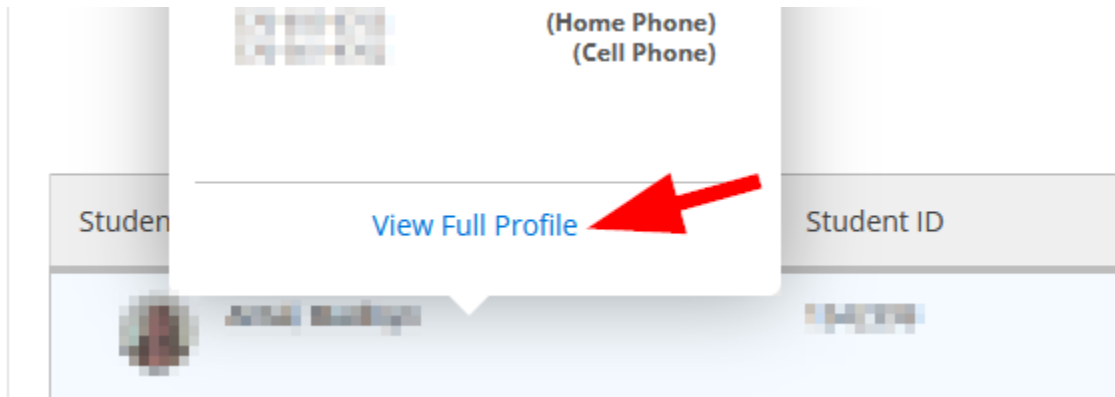 (Home Phone)
(Cell Phone)
View Full Profile
Studen
Student ID